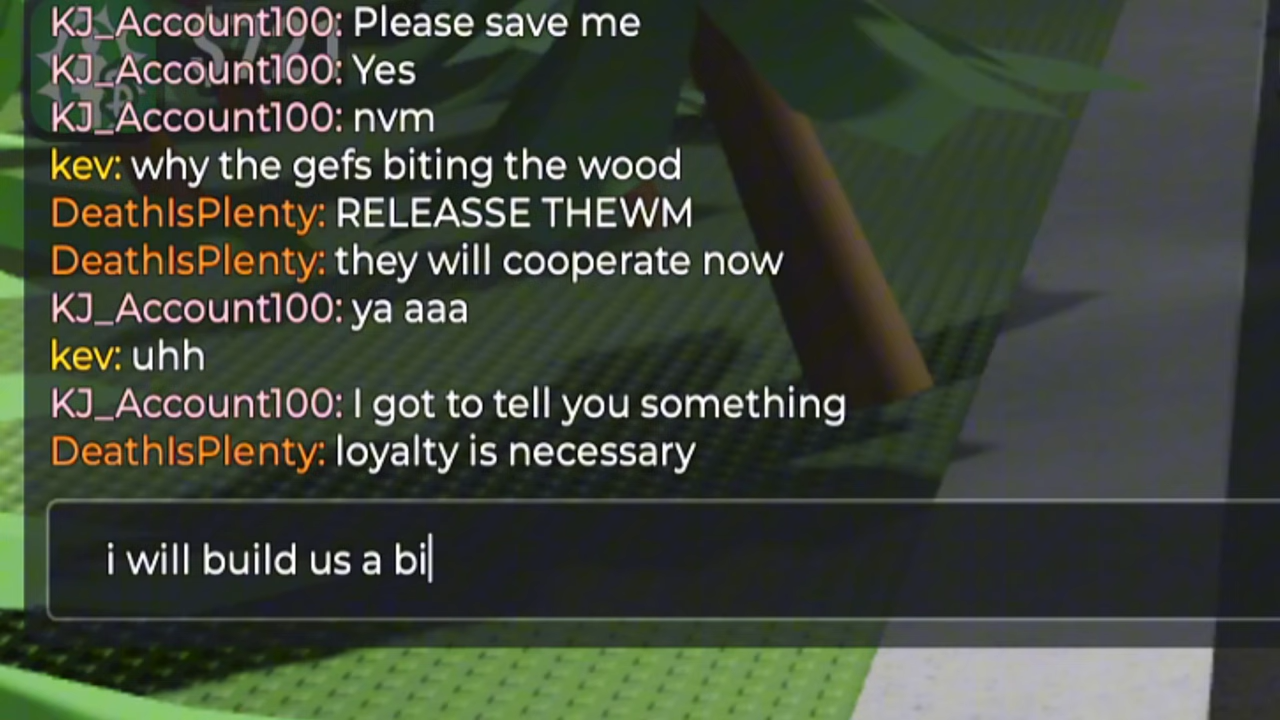 KJ_Account100: Please save me
KJ_Account100: Yes
KJ_Account100: nvm
kev: why the gefs biting the wood
DeathIsPlenty: RELEASSE THEWM
DeathIsPlenty: they will cooperate now
KJ_Account100: ya aaa
kev: uhh
KJ_Account100: I got to tell you something
DeathIsPlenty: loyalty is necessary
i will build us a bi